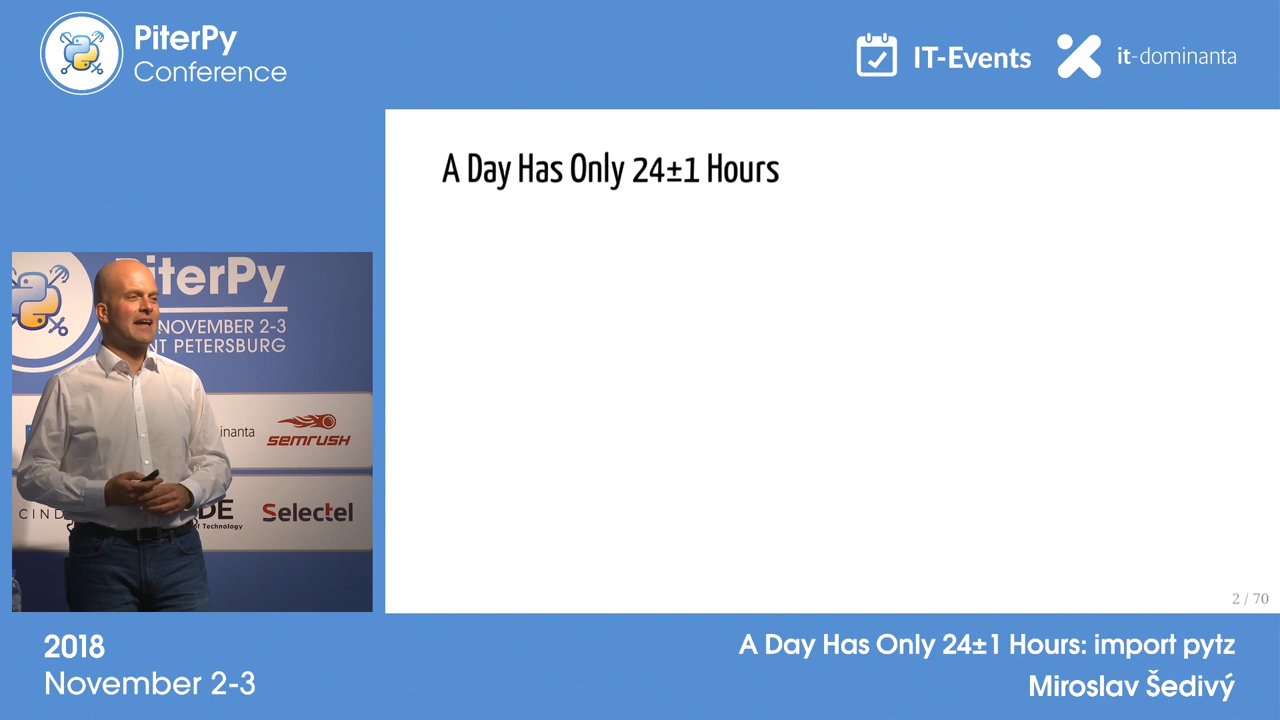 PiterPy
Conference
IT-Events
it-dominanta
A Day Has Only 24±1 Hours
PiterPy
NOVEMBER 2-3
NT PETERSBURG
inanta
SEMRUSH
CIND
DE
of Technology
Selectel
2 / 70
2018
November 2-3
A Day Has Only 24±1 Hours: import pytz
Miroslav Šedivý